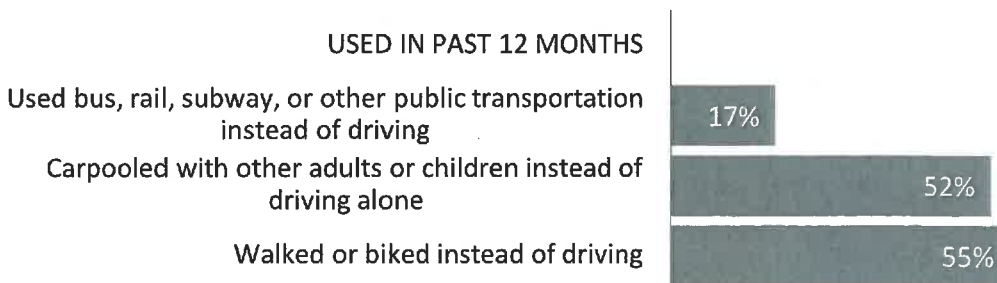 USED IN PAST 12 MONTHS
Used bus, rail, subway, or other public transportation
instead of driving
17%
Carpooled with other adults or children instead of
driving alone
52%
Walked or biked instead of driving
55%